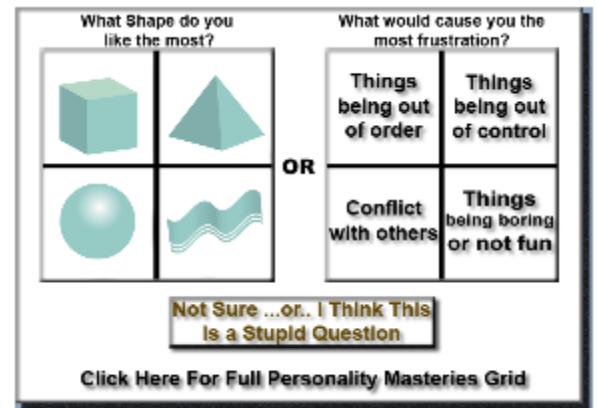 What Shape do you
like the most?
What would cause you the
most frustration?
Things
being out
of order
Things
being out
of control
OR
Conflict
with others
Things
being boring
or not fun
Not Sure ...or.. I Think This
is a Stupid Question
Click Here For Full Personality Masteries Grid